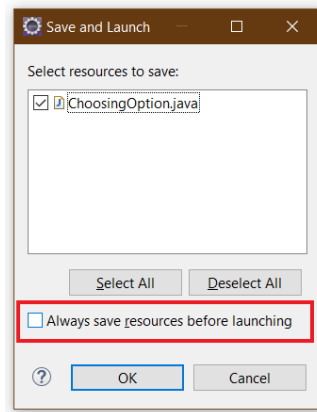 Save and Launch
Select resources to save:
ChoosingOption.java
Select All
Deselect All
Always save resources before launching
?
OK
Cancel